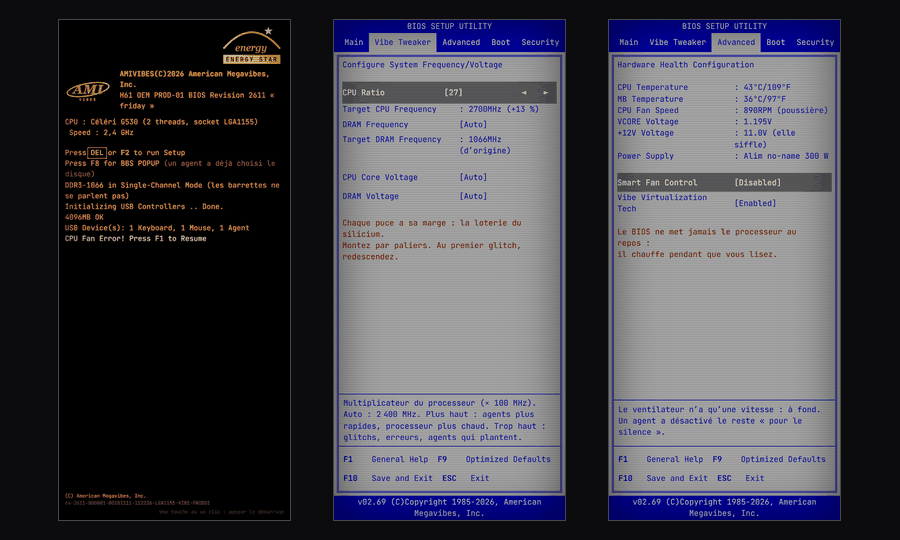 energy
ENERGY STAR
AMI
VIBES
AMIVIBES(C)2026 American Megavibes,
Inc.
H61 OEM PROD-01 BIOS Revision 2611 «
friday »
CPU : Céléri G530 (2 threads, socket LGA1155)
Speed : 2,4 GHz
Press DEL or F2 to run Setup
Press F8 for BBS POPUP (un agent a déjà choisi le
disque)
DDR3-1066 in Single-Channel Mode (les barrettes ne
se parlent pas)
Initializing USB Controllers .. Done.
4096MB OK
USB Device(s): 1 Keyboard, 1 Mouse, 1 Agent
CPU Fan Error! Press F1 to Resume
(C) American Megavibes, Inc.
Une touche ou un clic : passer le démarrage
BIOS SETUP UTILITY
Main Vibe Tweaker Advanced Boot Security
Configure System Frequency/Voltage
CPU Ratio [27] ◄ ►
Target CPU Frequency : 2700MHz (+13 %)
DRAM Frequency [Auto]
Target DRAM Frequency : 1066MHz
(d'origine)
CPU Core Voltage [Auto]
DRAM Voltage [Auto]
Chaque puce a sa marge : la loterie du
silicium.
Montez par paliers. Au premier glitch,
redescendez.
Multiplicateur du processeur (× 100 MHz).
Auto : 2 400 MHz. Plus haut : agents plus
rapides, processeur plus chaud. Trop haut :
glitchs, erreurs, agents qui plantent.
F1 General Help F9 Optimized Defaults
F10 Save and Exit ESC Exit
v02.69 (C)Copyright 1985-2026, American
Megavibes, Inc.
BIOS SETUP UTILITY
Main Vibe Tweaker Advanced Boot Security
Hardware Health Configuration
CPU Temperature : 43°C/109°F
MB Temperature : 36°C/97°F
CPU Fan Speed : 890RPM (poussière)
VCORE Voltage : 1.195V
+12V Voltage : 11.0V (elle
siffle)
Power Supply : Alim no-name 300 W
Smart Fan Control [Disabled]
Vibe Virtualization
Tech [Enabled]
Le BIOS ne met jamais le processeur au
repos :
il chauffe pendant que vous lisez.
Le ventilateur n'a qu'une vitesse : à fond.
Un agent a désactivé le reste « pour le
silence ».
F1 General Help F9 Optimized Defaults
F10 Save and Exit ESC Exit
v02.69 (C)Copyright 1985-2026, American
Megavibes, Inc.